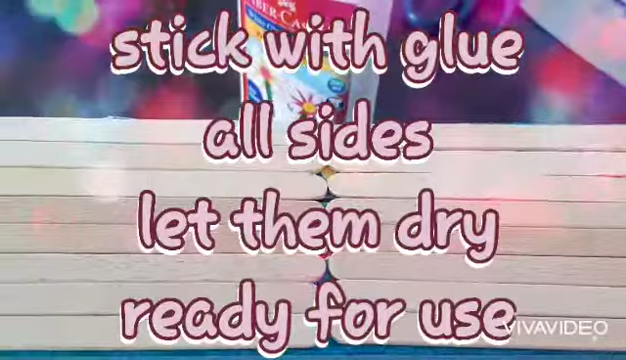 stick with glue
all sides
let them dry
ready for use
VIVAVIDEO